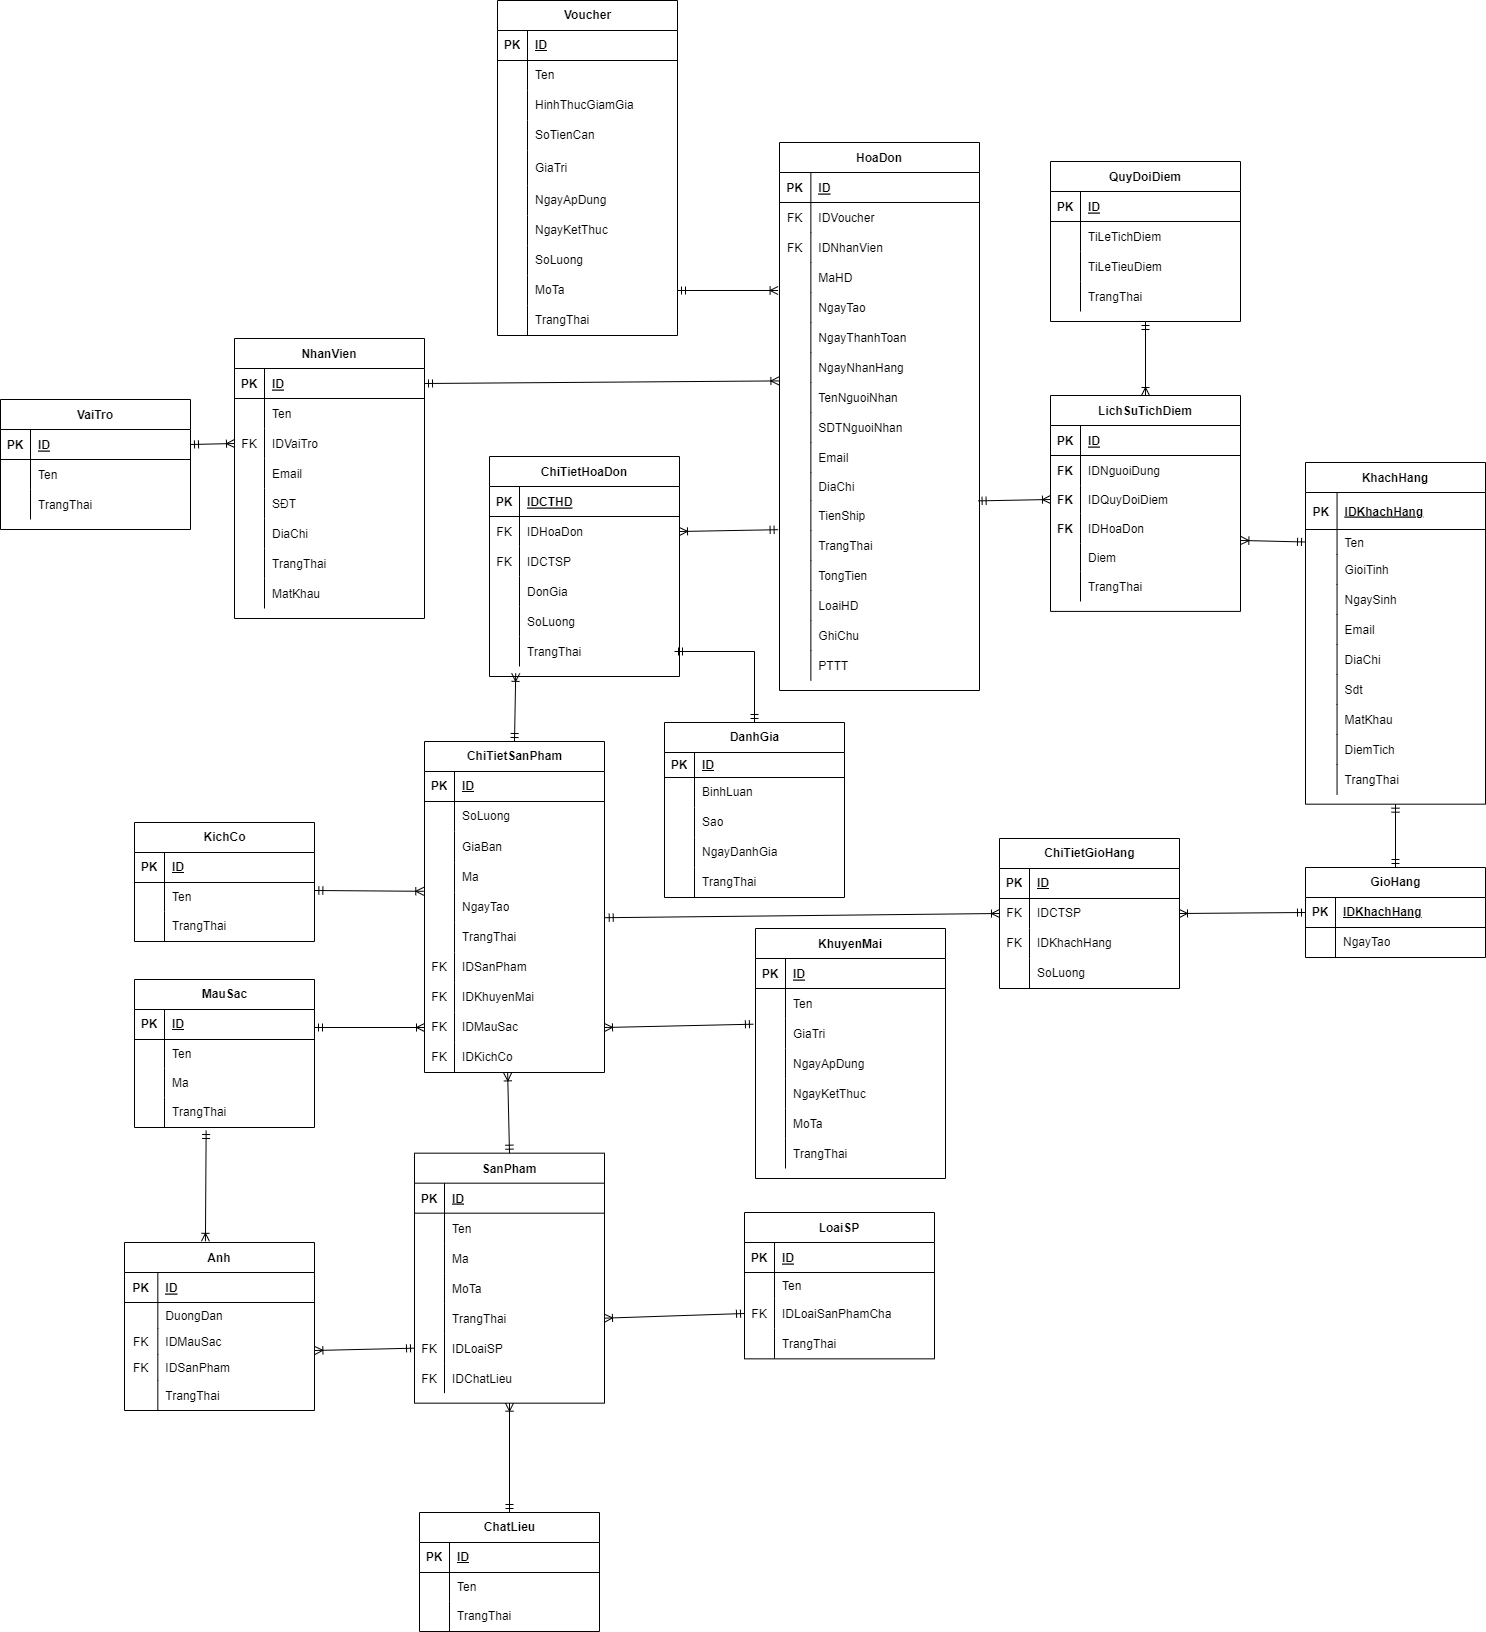 Voucher
PK ID
Ten
HinhThucGiamGia
SoTienCan
GiaTri
NgayApDung
NgayKetThuc
SoLuong
MoTa
TrangThai
HoaDon
PK ID
FK IDVoucher
FK IDNhanVien
MaHD
NgayTao
NgayThanhToan
NgayNhanHang
TenNguoiNhan
SDTNguoiNhan
Email
DiaChi
TienShip
TrangThai
TongTien
LoaiHD
GhiChu
PTTT
QuyDoiDiem
PK ID
TiLeTichDiem
TiLeTieuDiem
TrangThai
NhanVien
PK ID
Ten
FK IDVaiTro
Email
SĐT
DiaChi
TrangThai
MatKhau
VaiTro
PK ID
Ten
TrangThai
LichSuTichDiem
PK ID
FK IDNguoiDung
FK IDQuyDoiDiem
FK IDHoaDon
Diem
TrangThai
ChiTietHoaDon
PK IDCTHD
FK IDHoaDon
FK IDCTSP
DonGia
SoLuong
TrangThai
KhachHang
PK IDKhachHang
Ten
GioiTinh
NgaySinh
Email
DiaChi
Sdt
MatKhau
DiemTich
TrangThai
DanhGia
PK ID
BinhLuan
Sao
NgayDanhGia
TrangThai
ChiTietSanPham
PK ID
SoLuong
GiaBan
Ma
NgayTao
TrangThai
FK IDSanPham
FK IDKhuyenMai
FK IDMauSac
FK IDKichCo
KichCo
PK ID
Ten
TrangThai
ChiTietGioHang
PK ID
FK IDCTSP
FK IDKhachHang
SoLuong
GioHang
PK IDKhachHang
NgayTao
KhuyenMai
PK ID
Ten
GiaTri
NgayApDung
NgayKetThuc
MoTa
TrangThai
MauSac
PK ID
Ten
Ma
TrangThai
SanPham
PK ID
Ten
Ma
MoTa
TrangThai
FK IDLoaiSP
FK IDChatLieu
LoaiSP
PK ID
Ten
FK IDLoaiSanPhamCha
TrangThai
Anh
PK ID
DuongDan
FK IDMauSac
FK IDSanPham
TrangThai
ChatLieu
PK ID
Ten
TrangThai